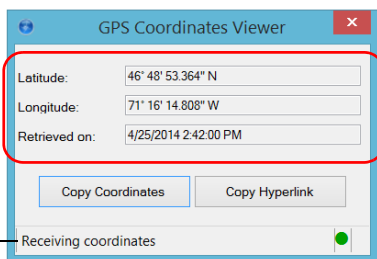 GPS Coordinates Viewer
Latitude: 46° 48' 53.364" N
Longitude: 71° 16' 14.808" W
Retrieved on: 4/25/2014 2:42:00 PM
Copy Coordinates Copy Hyperlink
Receiving coordinates